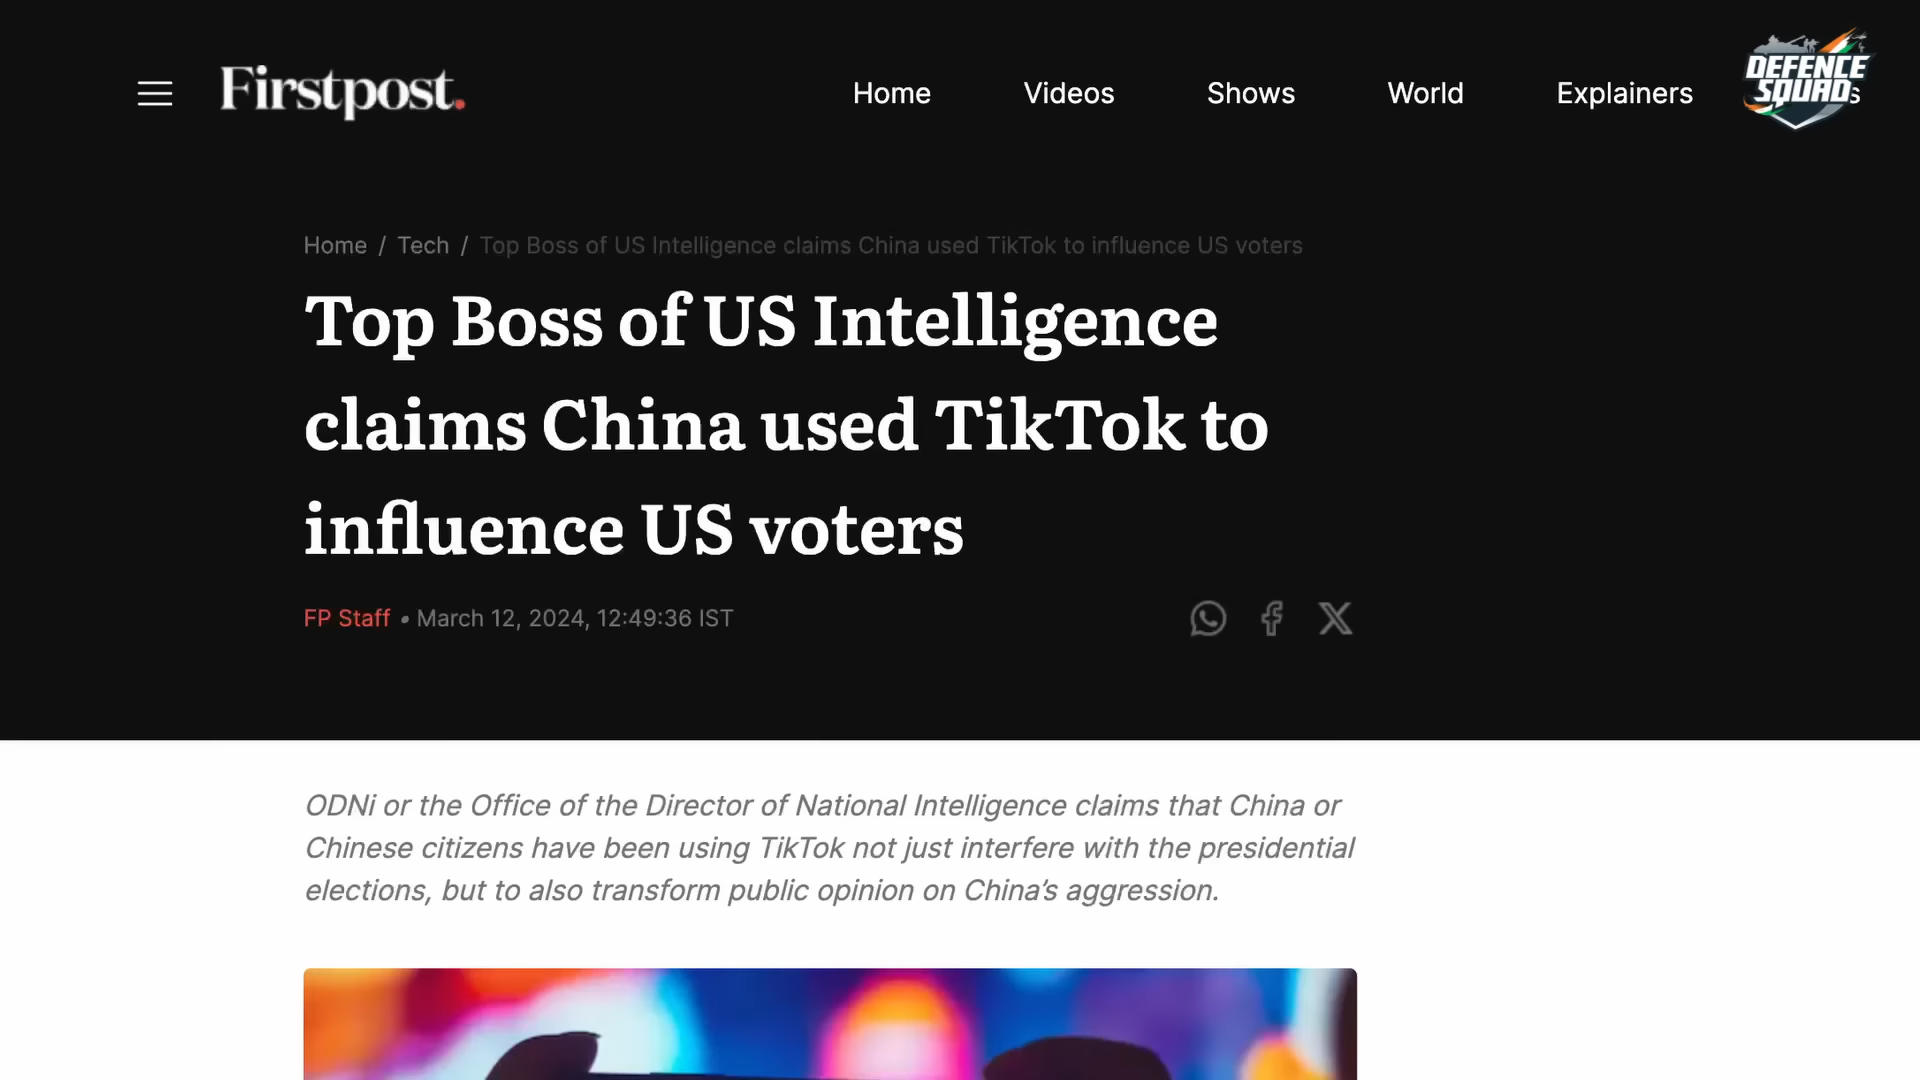 Firstpost.
Home Videos Shows World Explainers
DEFENCE
SQUAD
Home / Tech / Top Boss of US Intelligence claims China used TikTok to influence US voters
Top Boss of US Intelligence
claims China used TikTok to
influence US voters
FP Staff • March 12, 2024, 12:49:36 IST
ODNi or the Office of the Director of National Intelligence claims that China or
Chinese citizens have been using TikTok not just interfere with the presidential
elections, but to also transform public opinion on China’s aggression.